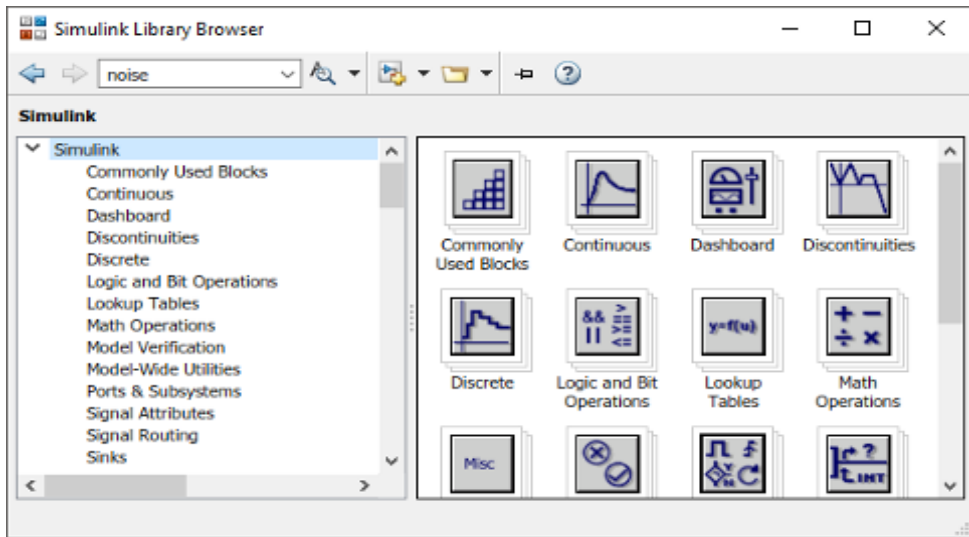 Simulink Library Browser
noise
Simulink
Simulink
Commonly Used Blocks
Continuous
Dashboard
Discontinuities
Discrete
Logic and Bit Operations
Lookup Tables
Math Operations
Model Verification
Model-Wide Utilities
Ports & Subsystems
Signal Attributes
Signal Routing
Sinks
Commonly
Used Blocks
Continuous
Dashboard
Discontinuities
&& >
== 
|| >=
<=
y=f(u)
+ −
÷ ×
Discrete
Logic and Bit
Operations
Lookup
Tables
Math
Operations
Misc
?
INT